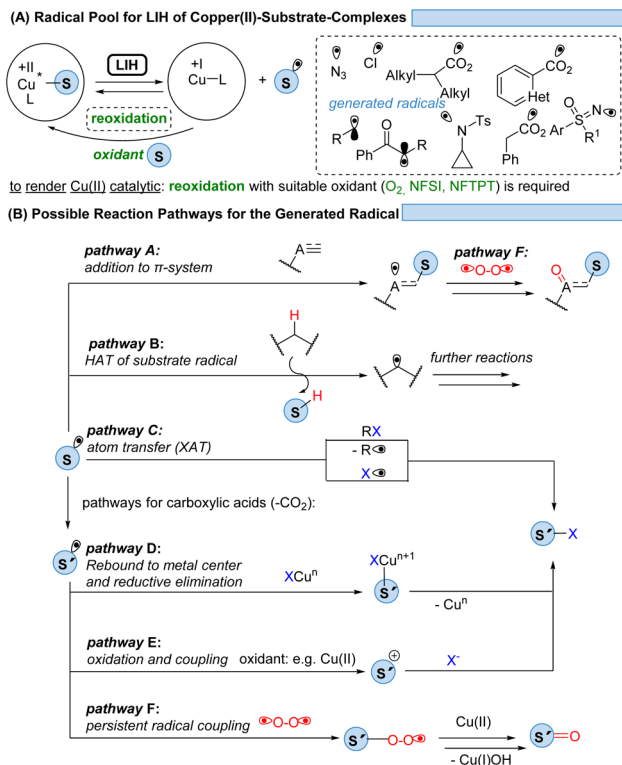 (A) Radical Pool for LIH of Copper(II)-Substrate-Complexes
+II
Cu
*
S
L
LIH
+I
Cu—L
+ S
reoxidation
oxidant S
N3
Cl
Alkyl
CO2
Alkyl
CO2
Het
generated radicals
R
Ph
O
R
N
Ts
CO2
Ph
O
N
S
Ar
R1
to render Cu(II) catalytic: reoxidation with suitable oxidant (O2, NFSI, NFTPT) is required
(B) Possible Reaction Pathways for the Generated Radical
pathway A:
addition to π-system
A
A
S
pathway F:
O-O
O
A
S
pathway B:
HAT of substrate radical
H
S
H
further reactions
S
pathway C:
atom transfer (XAT)
RX
- R
X
pathways for carboxylic acids (-CO2):
S′—X
S′
pathway D:
Rebound to metal center
and reductive elimination
XCun
XCun+1
S′
- Cun
pathway E:
oxidation and coupling
oxidant: e.g. Cu(II)
S′
+
X-
pathway F:
persistent radical coupling
O-O
S′—O-O
Cu(II)
- Cu(I)OH
S′=O